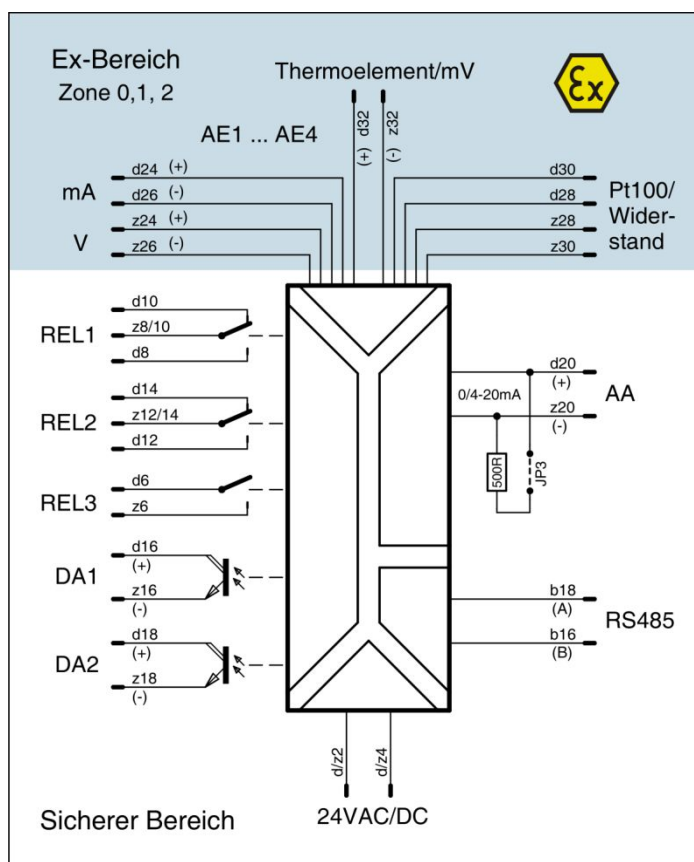 Ex-Bereich
Zone 0,1, 2
Thermoelement/mV
Ex
AE1 ... AE4
d32
(+)
z32
(-)
mA
d24 (+)
d26 (-)
V
z24 (+)
z26 (-)
d30
d28
z28
z30
Pt100/
Wider-
stand
REL1
d10
z8/10
d8
REL2
d14
z12/14
d12
REL3
d6
z6
DA1
d16
(+)
z16
(-)
DA2
d18
(+)
z18
(-)
0/4-20mA
d20
(+)
z20
(-)
AA
500R
JP3
b18
(A)
b16
(B)
RS485
d/z2
d/z4
24VAC/DC
Sicherer Bereich